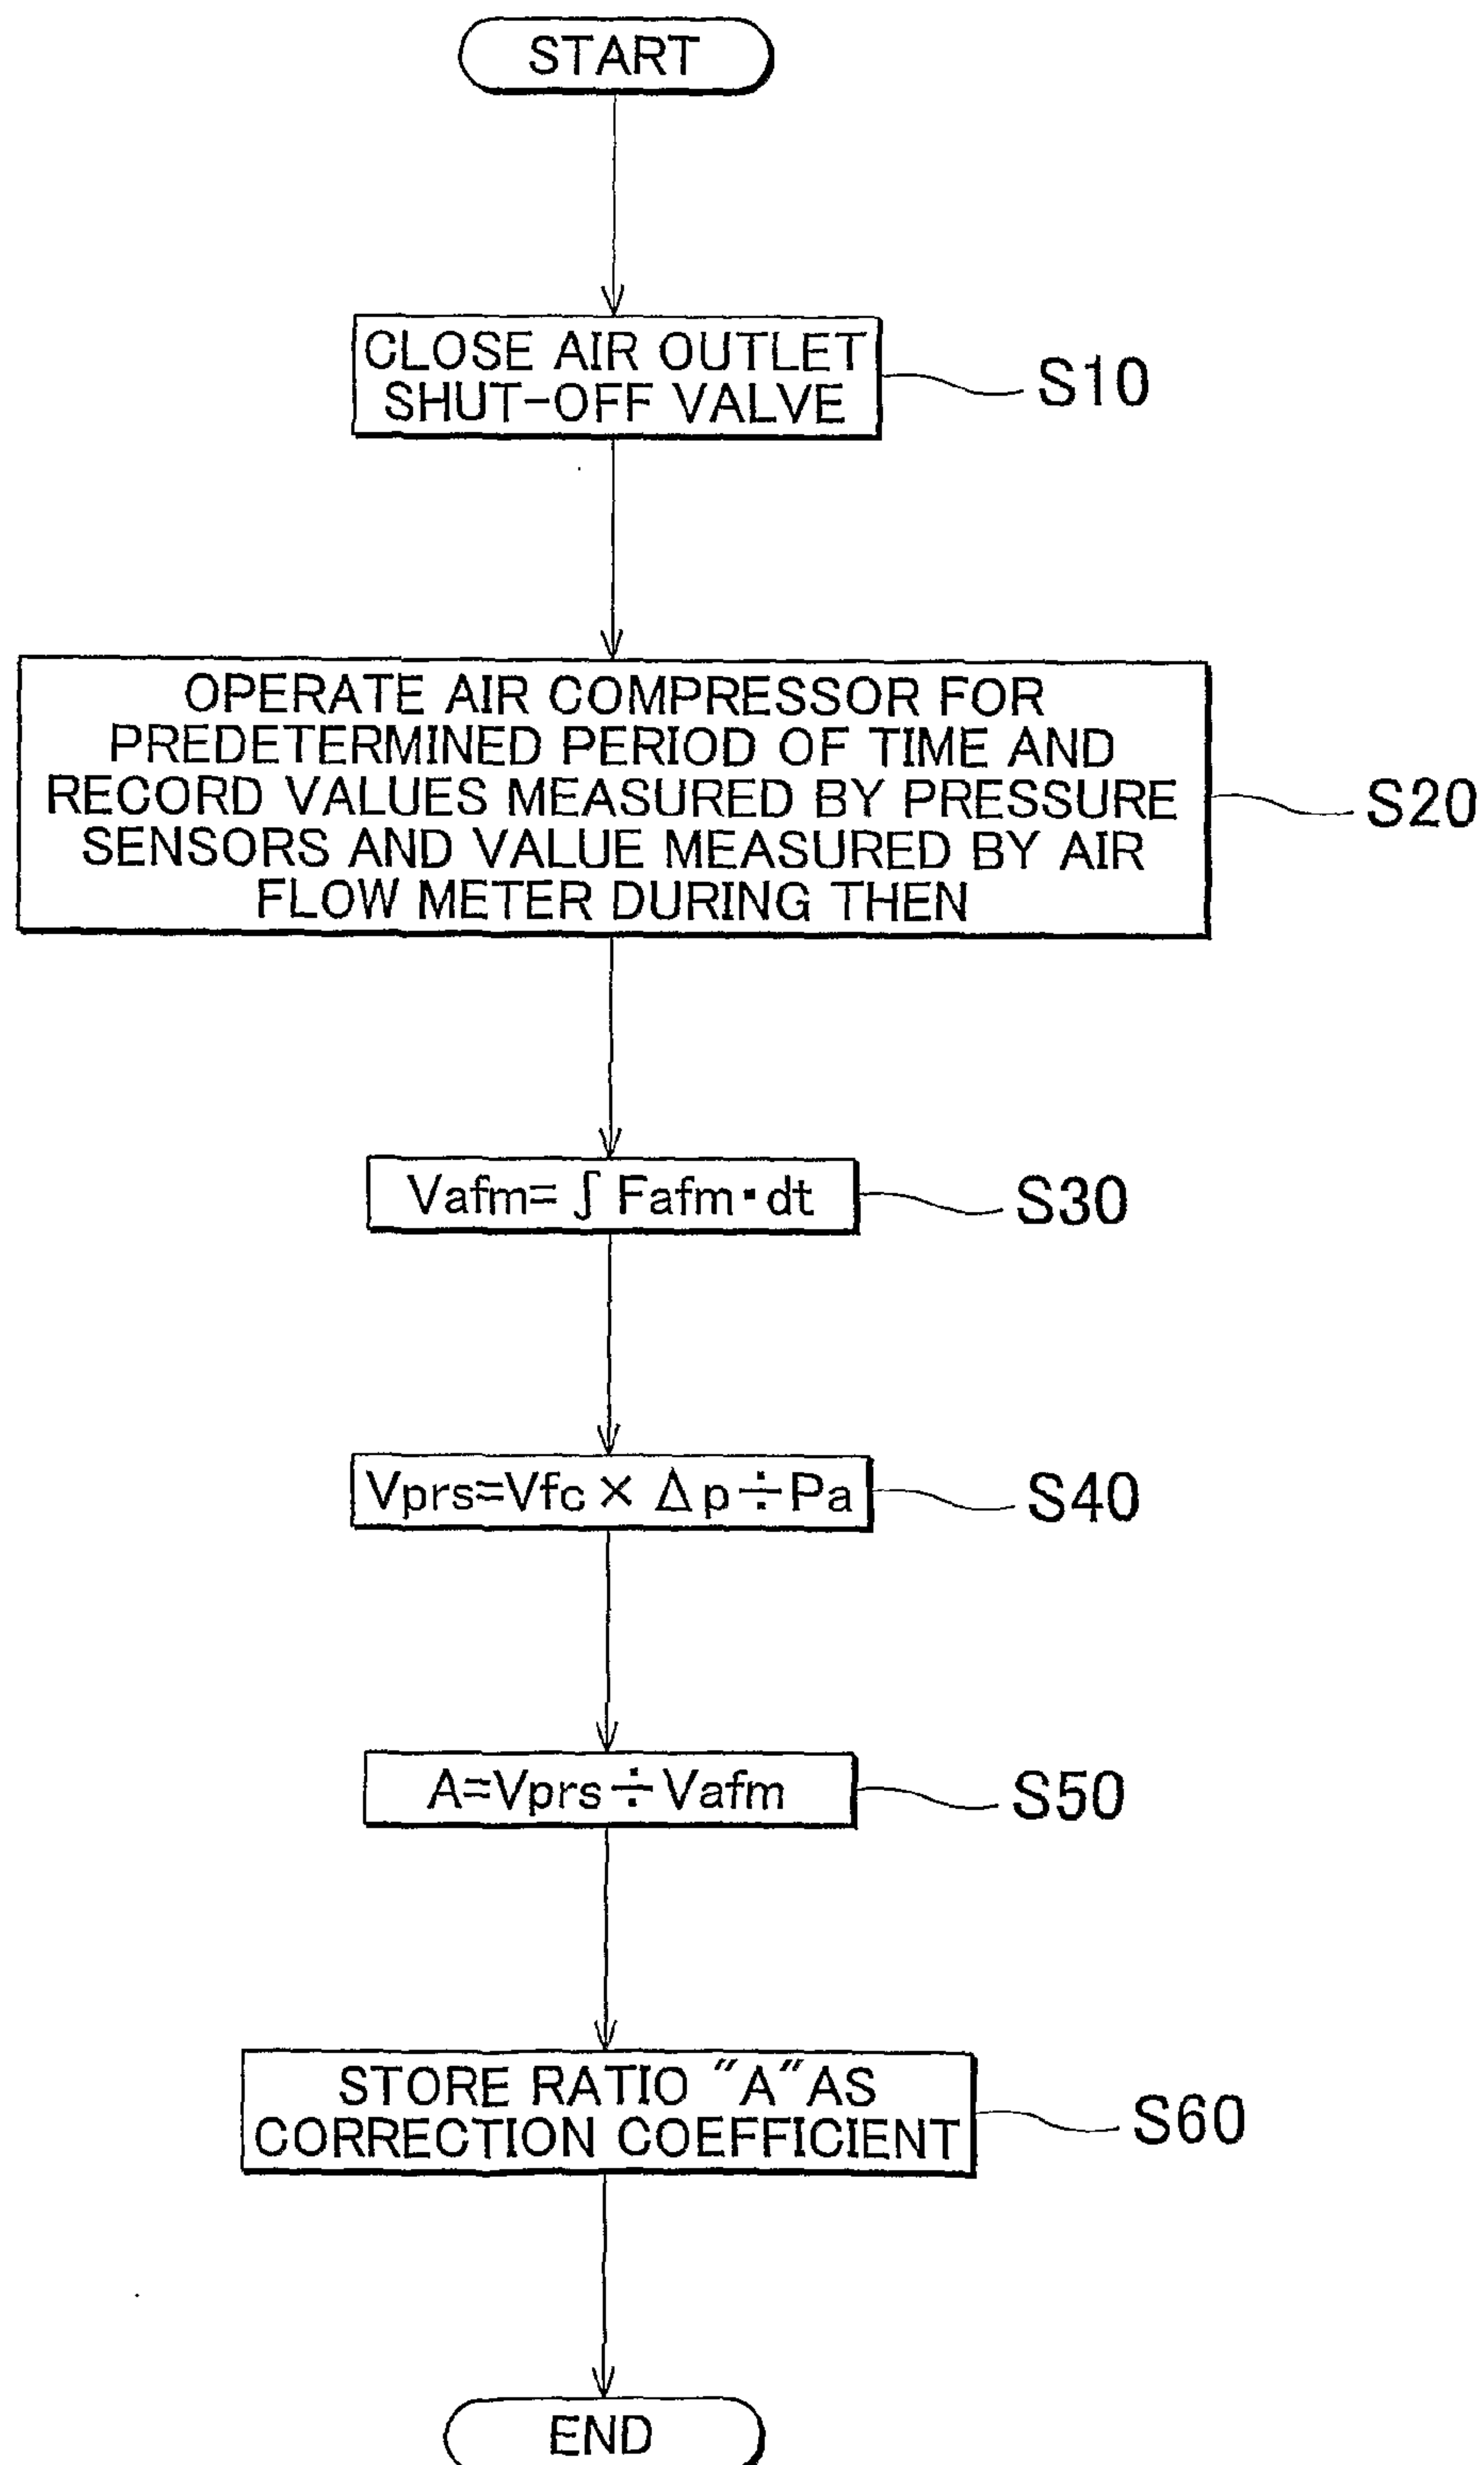 START
CLOSE AIR OUTLET
SHUT-OFF VALVE
S10
OPERATE AIR COMPRESSOR FOR
PREDETERMINED PERIOD OF TIME AND
RECORD VALUES MEASURED BY PRESSURE
SENSORS AND VALUE MEASURED BY AIR
FLOW METER DURING THEN
S20
Vafm=∫ Fafm・dt
S30
Vprs=Vfc × Δp÷Pa
S40
A=Vprs÷Vafm
S50
STORE RATIO "A"AS
CORRECTION COEFFICIENT
S60
END